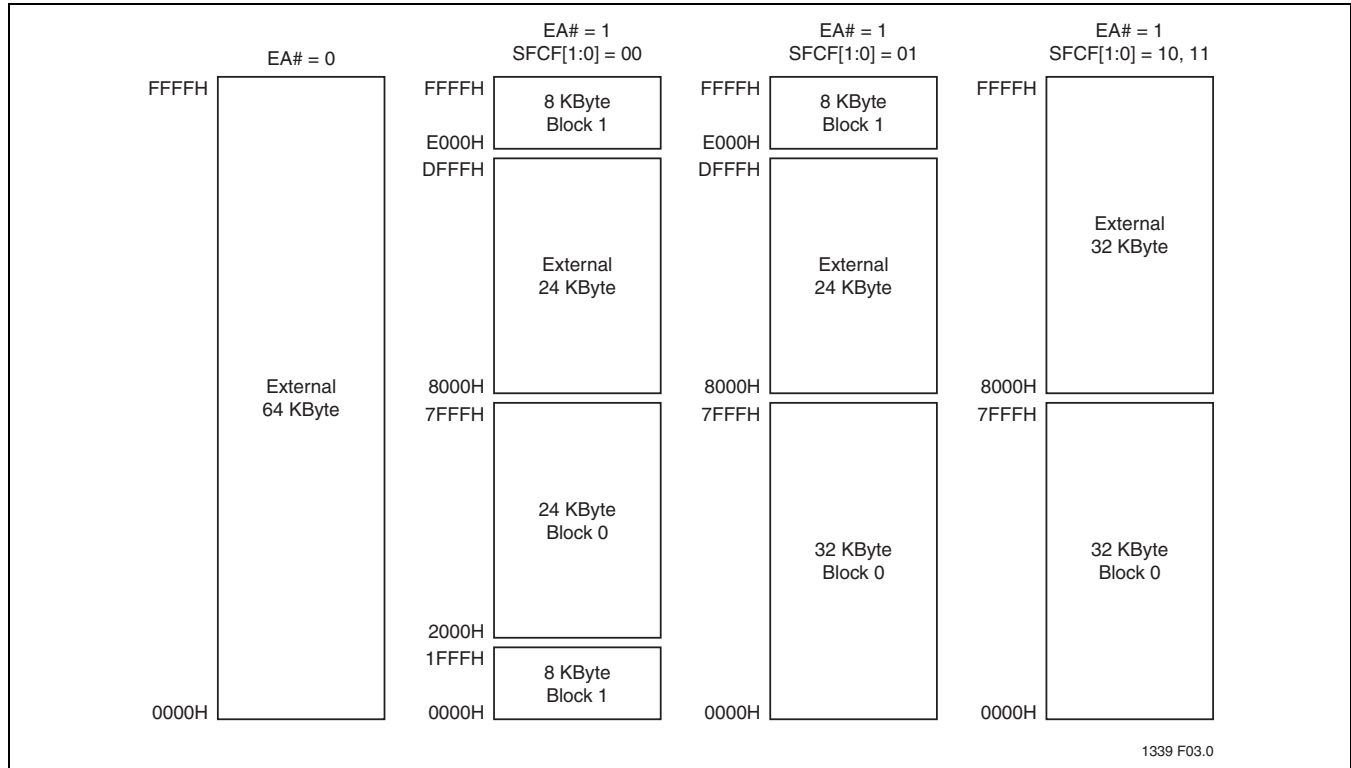 EA# = 0
FFFFH
External
64 KByte
0000H
EA# = 1
SFCF[1:0] = 00
FFFFH
8 KByte
Block 1
E000H
DFFFH
External
24 KByte
8000H
7FFFH
24 KByte
Block 0
2000H
1FFFH
8 KByte
Block 1
0000H
EA# = 1
SFCF[1:0] = 01
FFFFH
8 KByte
Block 1
E000H
DFFFH
External
24 KByte
8000H
7FFFH
32 KByte
Block 0
0000H
EA# = 1
SFCF[1:0] = 10, 11
FFFFH
External
32 KByte
8000H
7FFFH
32 KByte
Block 0
0000H
1339 F03.0